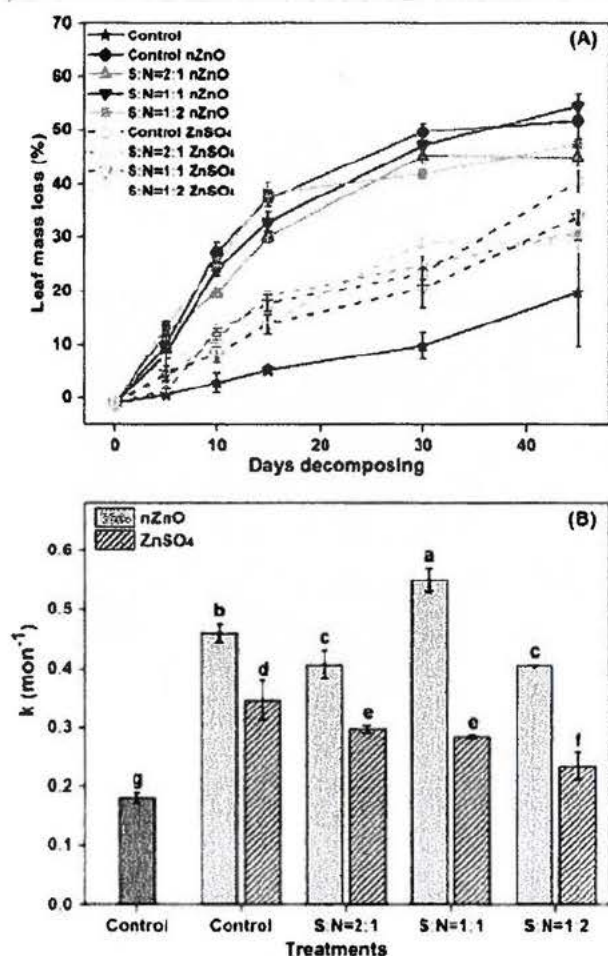 70
60
50
40
30
20
10
0
Leaf mass loss (%)
(A)
Control
Control nZnO
S:N=2:1 nZnO
S:N=1:1 nZnO
S:N=1:2 nZnO
Control ZnSO₄
S:N=2:1 ZnSO₄
S:N=1:1 ZnSO₄
S:N=1:2 ZnSO₄
0 10 20 30 40
Days decomposing
(B)
nZnO
ZnSO₄
0.6
0.5
0.4
0.3
0.2
0.1
0.0
k (mon⁻¹)
g b d c e a e c f
Control Control S:N=2:1 S:N=1:1 S:N=1:2
Treatments